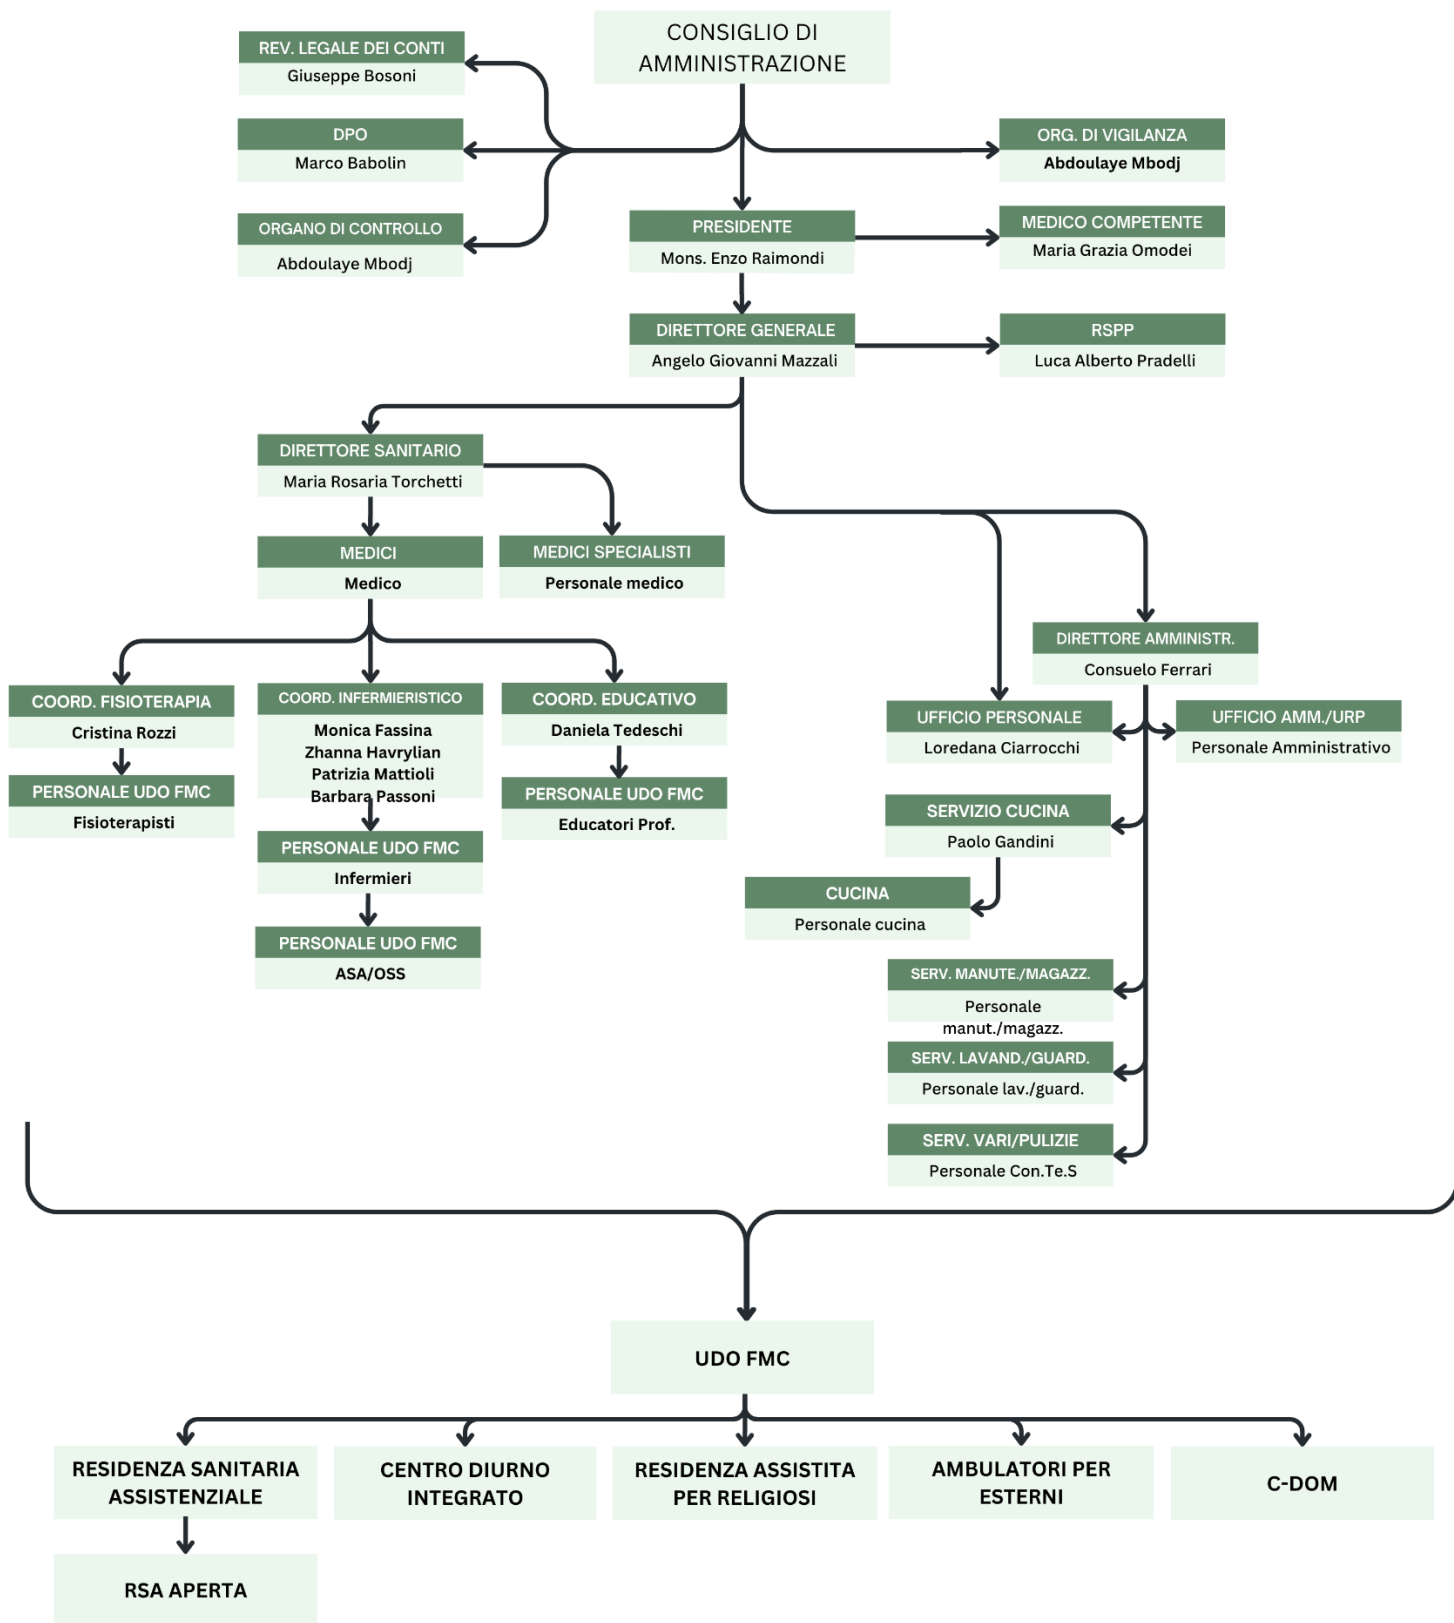 CONSIGLIO DI
AMMINISTRAZIONE
REV. LEGALE DEI CONTI
Giuseppe Bosoni
DPO
Marco Babolin
ORG. DI VIGILANZA
Abdoulaye Mbodj
ORGANO DI CONTROLLO
Abdoulaye Mbodj
PRESIDENTE
Mons. Enzo Raimondi
MEDICO COMPETENTE
Maria Grazia Omodei
DIRETTORE GENERALE
Angelo Giovanni Mazzali
RSPP
Luca Alberto Pradelli
DIRETTORE SANITARIO
Maria Rosaria Torchetti
MEDICI
Medico
MEDICI SPECIALISTI
Personale medico
DIRETTORE AMMINISTR.
Consuelo Ferrari
COORD. FISIOTERAPIA
Cristina Rozzi
COORD. INFERMIERISTICO
Monica Fassina
Zhanna Havrylian
Patrizia Mattioli
Barbara Passoni
COORD. EDUCATIVO
Daniela Tedeschi
UFFICIO PERSONALE
Loredana Ciarrocchi
UFFICIO AMM./URP
Personale Amministrativo
PERSONALE UDO FMC
Fisioterapisti
PERSONALE UDO FMC
Educatori Prof.
SERVIZIO CUCINA
Paolo Gandini
PERSONALE UDO FMC
Infermieri
CUCINA
Personale cucina
PERSONALE UDO FMC
ASA/OSS
SERV. MANUTE./MAGAZZ.
Personale
manut./magazz.
SERV. LAVAND./GUARD.
Personale lav./guard.
SERV. VARI/PULIZIE
Personale Con.Te.S
UDO FMC
RESIDENZA SANITARIA
ASSISTENZIALE
CENTRO DIURNO
INTEGRATO
RESIDENZA ASSISTITA
PER RELIGIOSI
AMBULATORI PER
ESTERNI
C-DOM
RSA APERTA